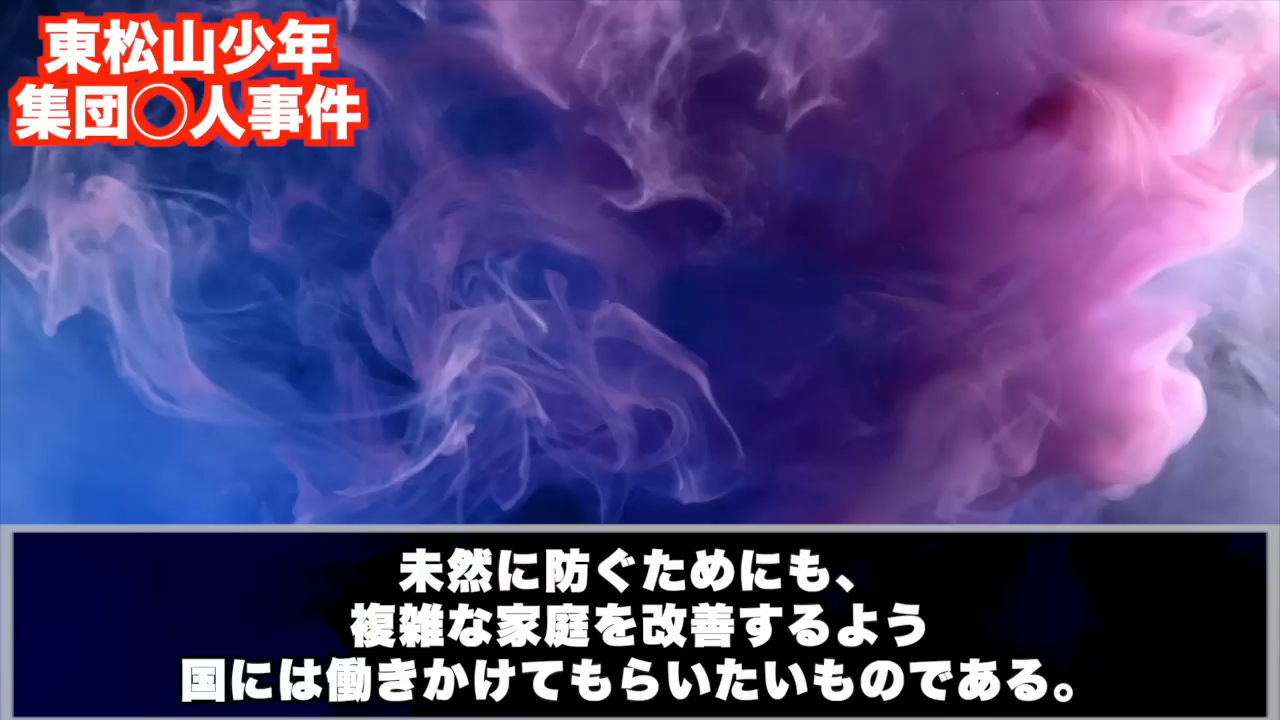 東松山少年
集団◯人事件
未然に防ぐためにも、
複雑な家庭を改善するよう
国には働きかけてもらいたいものである。